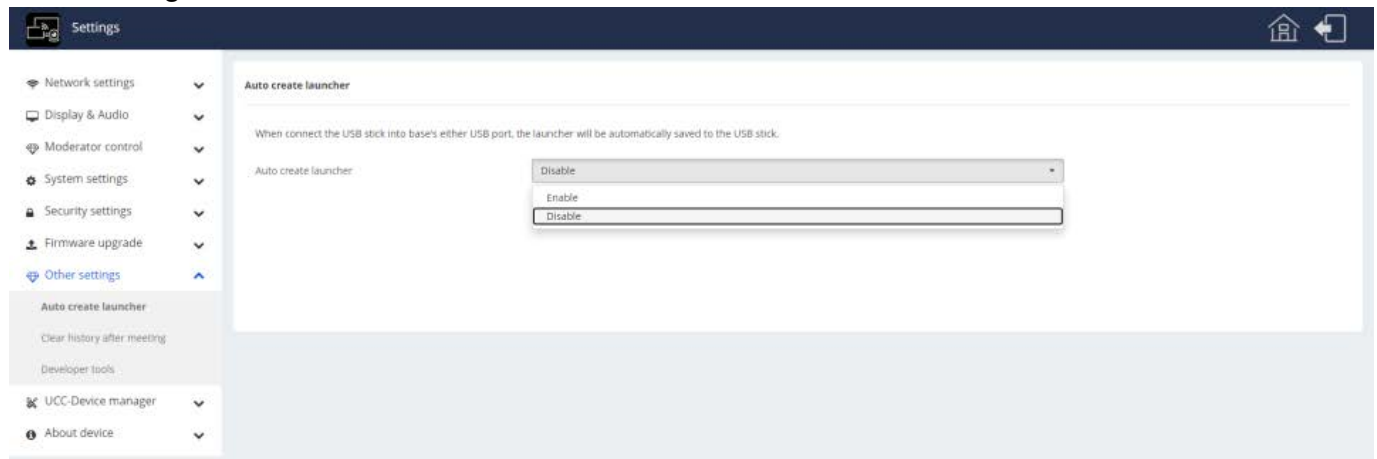 Settings
Network settings
Display & Audio
Moderator control
System settings
Security settings
Firmware upgrade
Other settings
Auto create launcher
Clear history after meeting
Developer tools
UCC-Device manager
About device
Auto create launcher
When connect the USB stick into base's either USB port, the launcher will be automatically saved to the USB stick.
Auto create launcher
Disable
Enable
Disable